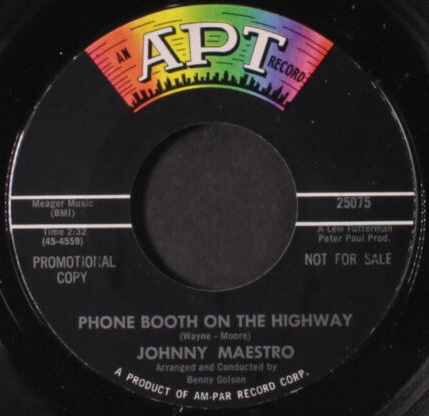 AN APT RECORD
Meager Music
(BMI)
Time 2:32
(45-4559)
PROMOTIONAL
COPY
25075
A Lew Futterman
Peter Paul Prod.
NOT FOR SALE
PHONE BOOTH ON THE HIGHWAY
(Wayne - Moore)
JOHNNY MAESTRO
Arranged and Conducted by
Benny Golson
A PRODUCT OF AM-PAR RECORD CORP.